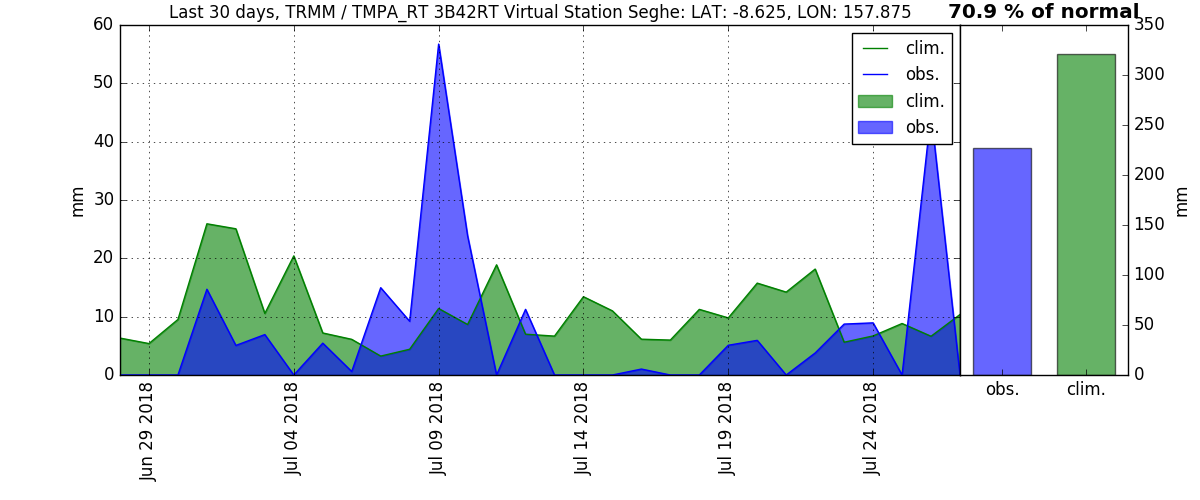 Last 30 days, TRMM / TMPA_RT 3B42RT Virtual Station Seghe: LAT: -8.625, LON: 157.875
70.9 % of normal
60
50
40
30
20
10
0
mm
clim.
obs.
clim.
obs.
350
300
250
200
150
100
50
0
mm
Jun 29 2018
Jul 04 2018
Jul 09 2018
Jul 14 2018
Jul 19 2018
Jul 24 2018
obs.
clim.